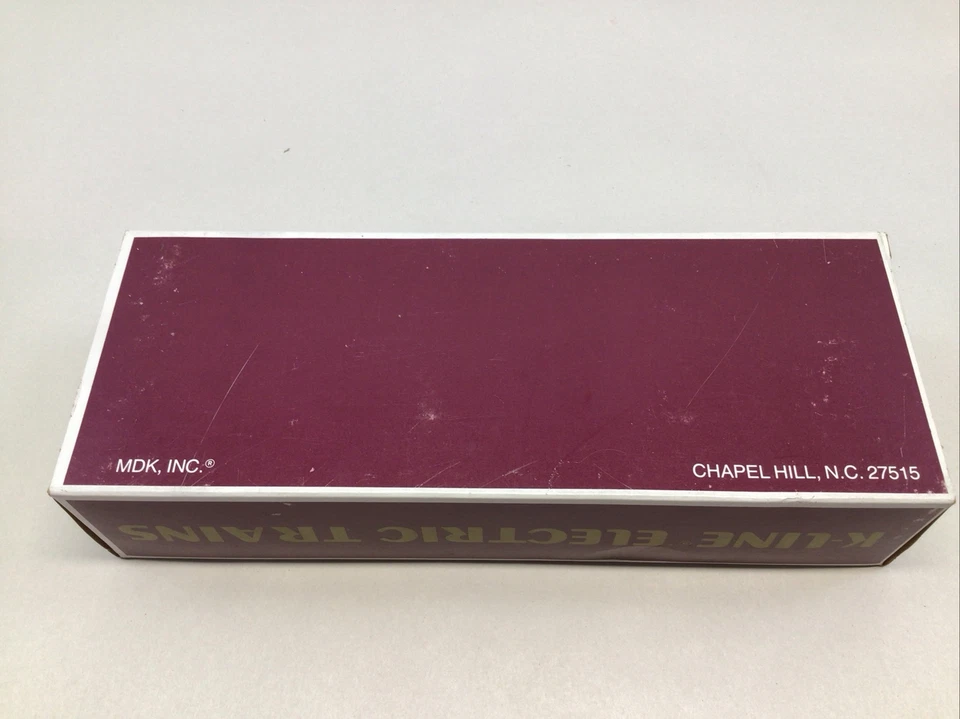 MDK, INC.®
CHAPEL HILL, N.C. 27515
K-LINE ELECTRIC TRAINS